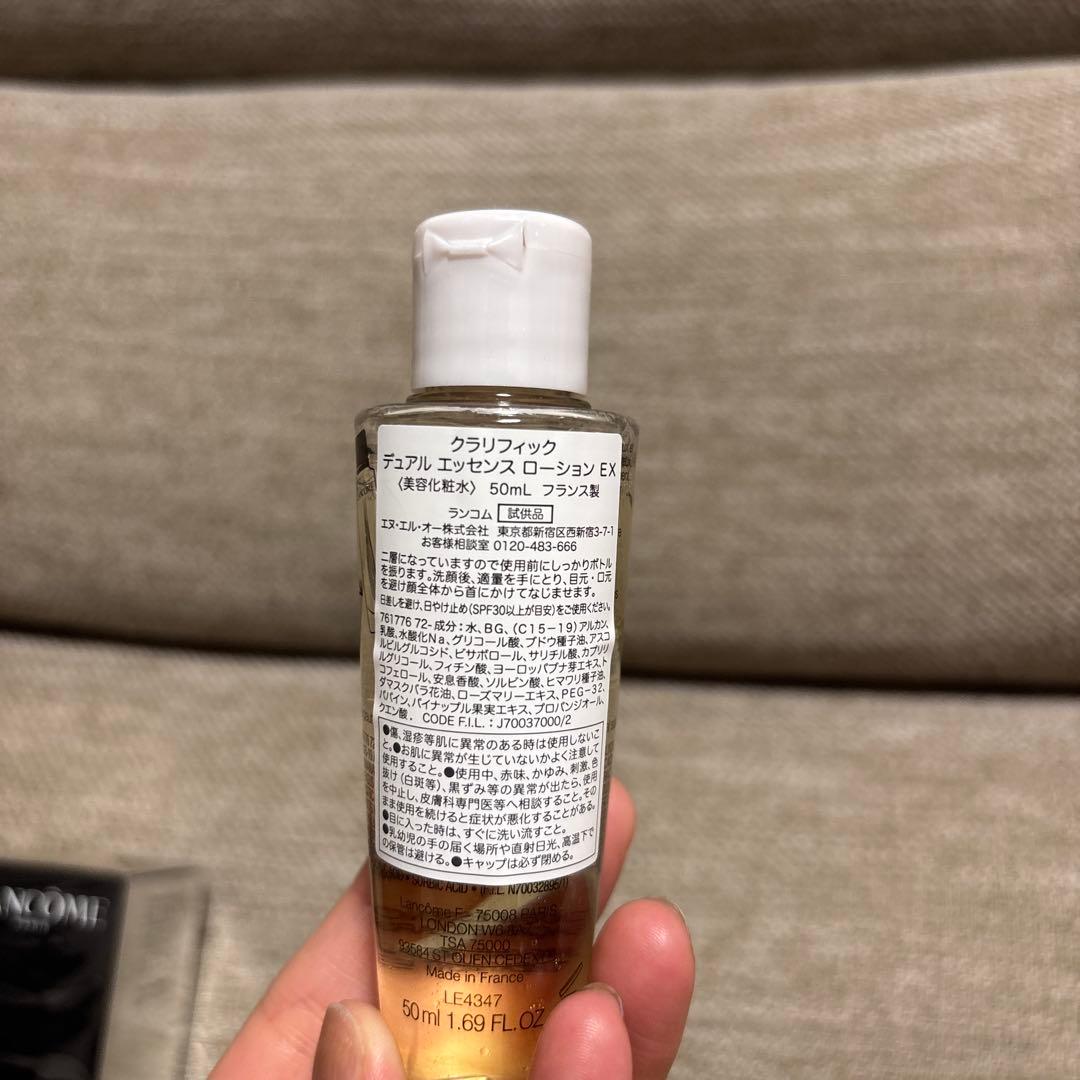 クラリフィック
デュアル エッセンス ローション EX
〈美容化粧水〉 50mL フランス製
ランコム 試供品
エヌ・エル・オー株式会社 東京都新宿区西新宿3-7-1
お客様相談室 0120-483-666
二層になっていますので使用前にしっかりボトル
を振ります。洗顔後、適量を手にとり、目元・口元
を避け顔全体から首にかけてなじませます。
日差しを避け、日やけ止め(SPF30以上が目安)をご使用ください。
761776 72- 成分:水、BG、(C15-19)アルカン、
乳酸、水酸化Na、グリコール酸、ブドウ種子油、アスコ
ルビルグルコシド、ビサボロール、サリチル酸、カプリリ
ルグリコール、フィチン酸、ヨーロッパブナ芽エキス、ト
コフェロール、安息香酸、ソルビン酸、ヒマワリ種子油、
ダマスクバラ花油、ローズマリーエキス、PEG-32、
パパイン、パイナップル果実エキス、プロパンジオール、
クエン酸. CODE F.I.L. : J70037000/2
●傷、湿疹等肌に異常のある時は使用しないこ
と。●お肌に異常が生じていないかよく注意して
使用すること。●使用中、赤味、かゆみ、刺激、色
抜け(白斑等)、黒ずみ等の異常が出たら、使用
を中止し、皮膚科専門医等へ相談すること。その
まま使用を続けると症状が悪化することがある。
●目に入った時は、すぐに洗い流すこと。
●乳幼児の手の届く場所や直射日光、高温下で
の保管は避ける。●キャップは必ず閉める。
SORBIC ACID • (F.I.L. N70032895/1)
Lancôme F - 75008 PARIS
LONDON W6 8A
TSA 75000
93584 ST OUEN CEDEX
Made in France
LE4347
50 ml 1.69 FL.OZ
LANCÔME